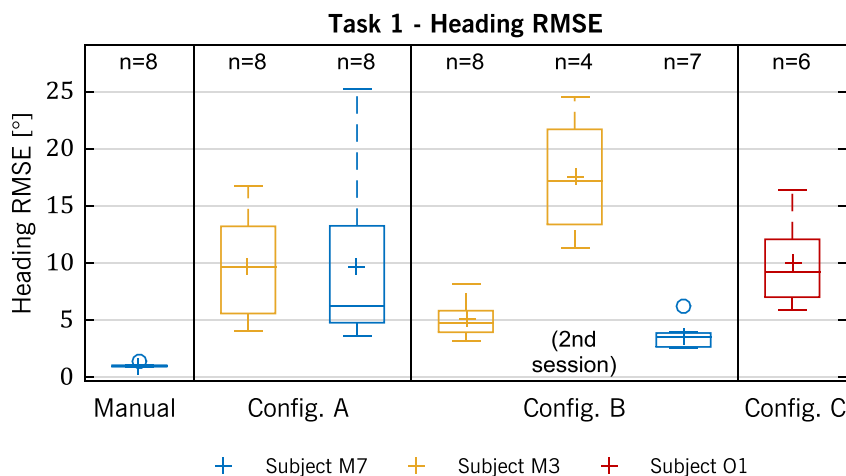 Task 1 - Heading RMSE
n=8 n=8 n=8 n=8 n=4 n=7 n=6
Heading RMSE [°]
25
20
15
10
5
0
(2nd
session)
Manual Config. A Config. B Config. C
Subject M7 Subject M3 Subject O1